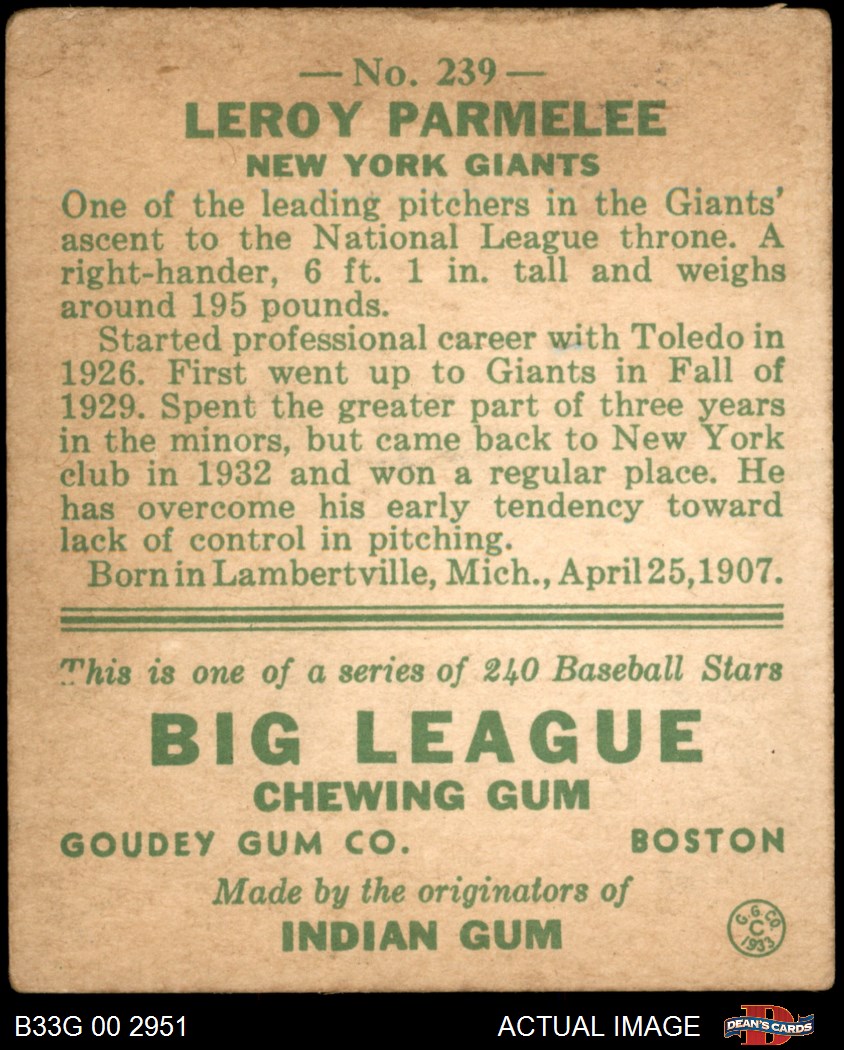 — No. 239 —
LEROY PARMELEE
NEW YORK GIANTS
One of the leading pitchers in the Giants'
ascent to the National League throne. A
right-hander, 6 ft. 1 in. tall and weighs
around 195 pounds.
Started professional career with Toledo in
1926. First went up to Giants in Fall of
1929. Spent the greater part of three years
in the minors, but came back to New York
club in 1932 and won a regular place. He
has overcome his early tendency toward
lack of control in pitching.
Born in Lambertville, Mich., April 25, 1907.
This is one of a series of 240 Baseball Stars
BIG LEAGUE
CHEWING GUM
GOUDEY GUM CO. BOSTON
Made by the originators of
INDIAN GUM
G. G. CO.
C
1933
B33G 00 2951 ACTUAL IMAGE
D
DEAN'S CARDS